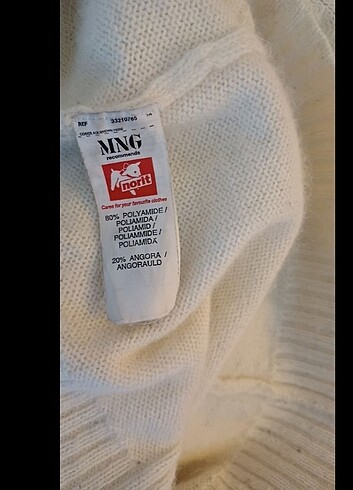 REF 33210765
MNG
recommends
norit
Cares for your favourite clothes
80% POLYAMIDE /
POLIAMIDA /
POLIAMID /
POLIAMMIDE /
POLIAMIDA
20% ANGORA /
ANGORAULD